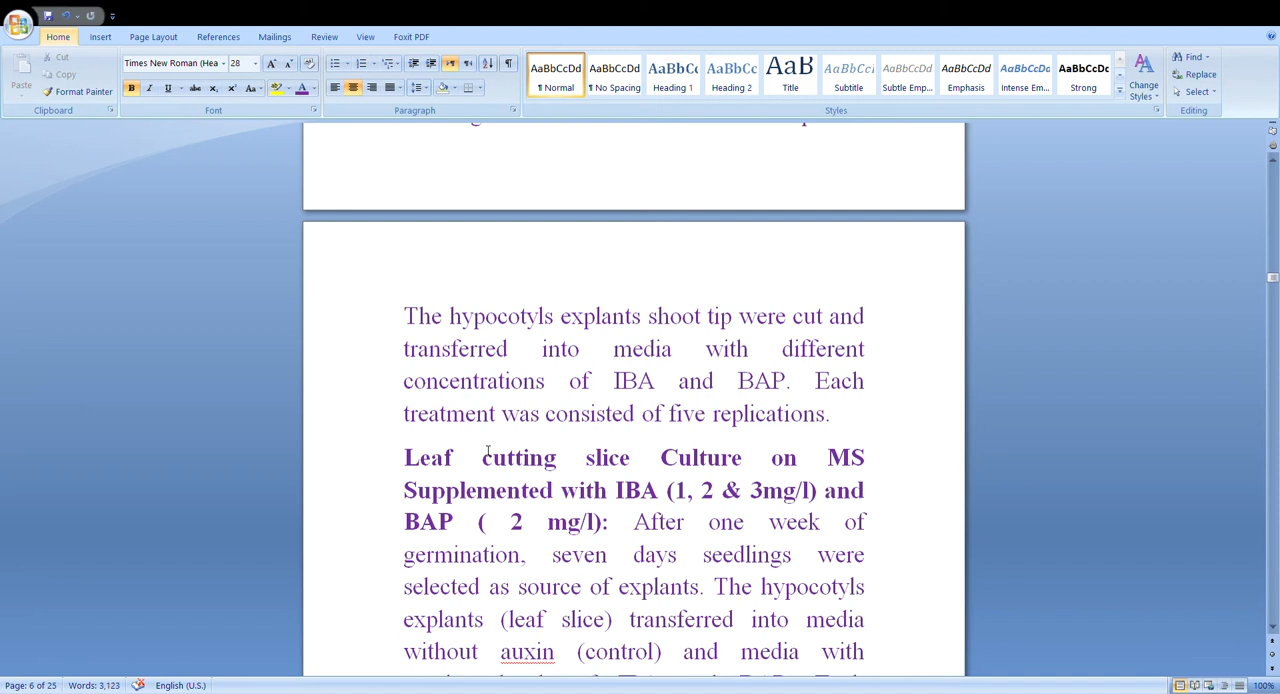 Home Insert Page Layout References Mailings Review View Foxit PDF
Cut
Copy
Paste
Format Painter
Clipboard
Times New Roman (Hea 28
Font
Paragraph
AaBbCcDd AaBbCcDd AaBbCc AaBbCc AaB AaBbCcI AaBbCcDd AaBbCcDd AaBbCcDd AaBbCcDc
¶ Normal ¶ No Spacing Heading 1 Heading 2 Title Subtitle Subtle Emp... Emphasis Intense Em... Strong
Styles
Change
Styles
Find
Replace
Select
Editing
The hypocotyls explants shoot tip were cut and
transferred into media with different
concentrations of IBA and BAP. Each
treatment was consisted of five replications.
Leaf cutting slice Culture on MS
Supplemented with IBA (1, 2 & 3mg/l) and
BAP ( 2 mg/l): After one week of
germination, seven days seedlings were
selected as source of explants. The hypocotyls
explants (leaf slice) transferred into media
without auxin (control) and media with
Page: 6 of 25 Words: 3,123 English (U.S.) 100%